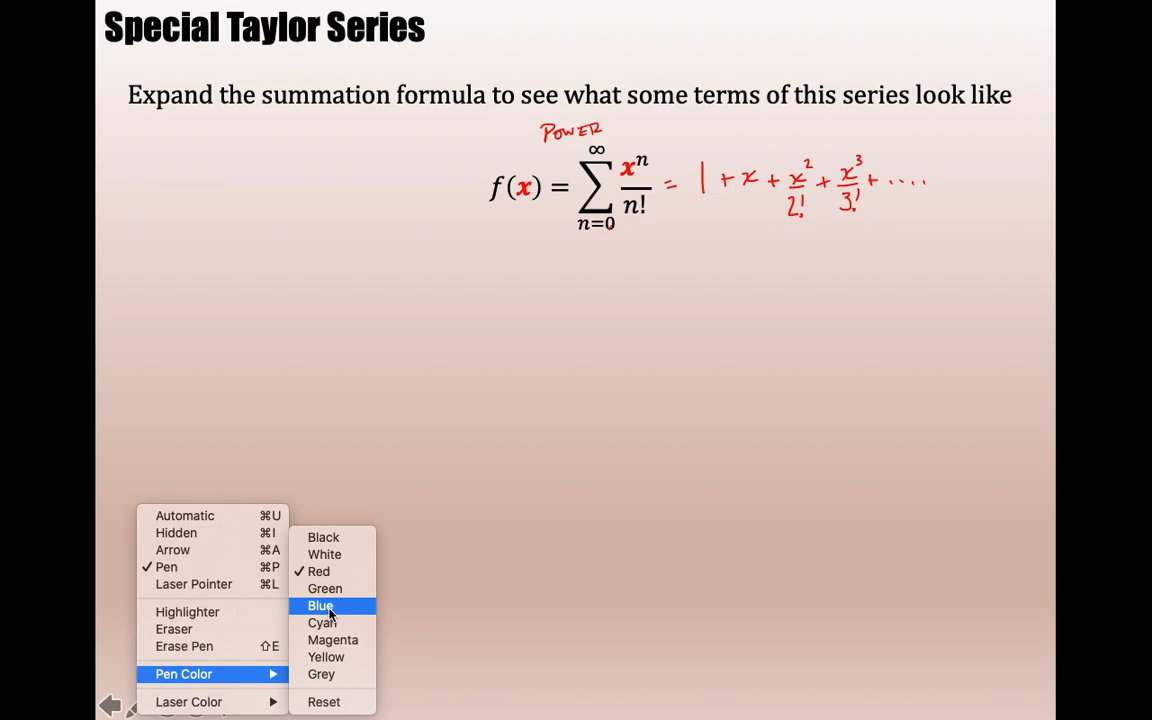 Special Taylor Series
Expand the summation formula to see what some terms of this series look like
POWER
f(x) = ∑_{n=0}^{∞} x^n/n! = 1 + x + x^2/2! + x^3/3! + ....
Automatic ⌘U
Hidden ⌘I
Arrow ⌘A
✓ Pen ⌘P
Laser Pointer ⌘L
Highlighter
Eraser
Erase Pen ⇧E
Pen Color ▶
Laser Color ▶
Black
White
✓ Red
Green
Blue
Cyan
Magenta
Yellow
Grey
Reset